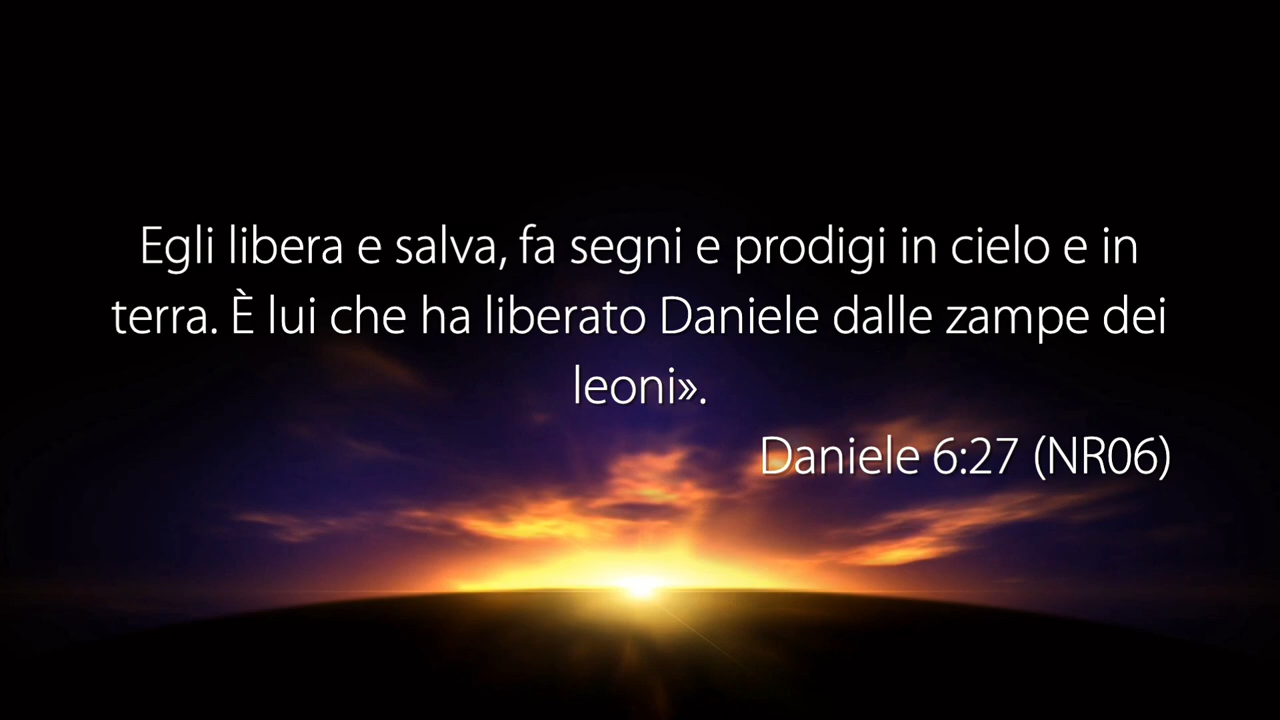 Egli libera e salva, fa segni e prodigi in cielo e in
terra. È lui che ha liberato Daniele dalle zampe dei
leoni».
Daniele 6:27 (NR06)